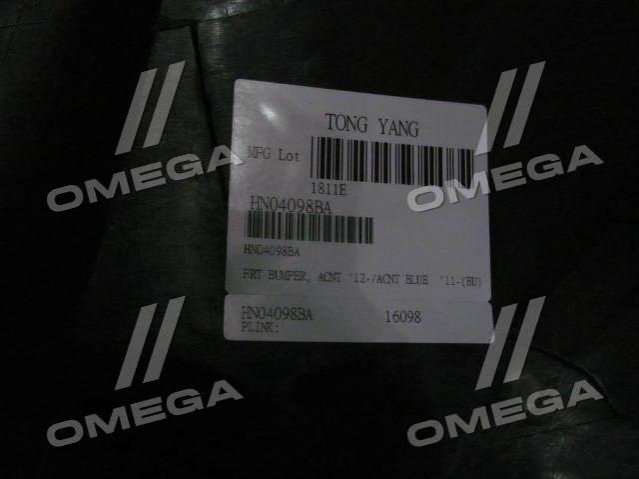 OMEGA
OMEGA
TONG YANG
MFG Lot
1811E
HN04098BA
HN04098BA
FRT BUMPER, ACNT '12-/ACNT BLUE '11-(EU)
HN04098BA 16098
PLINK:
OMEGA
OMEGA